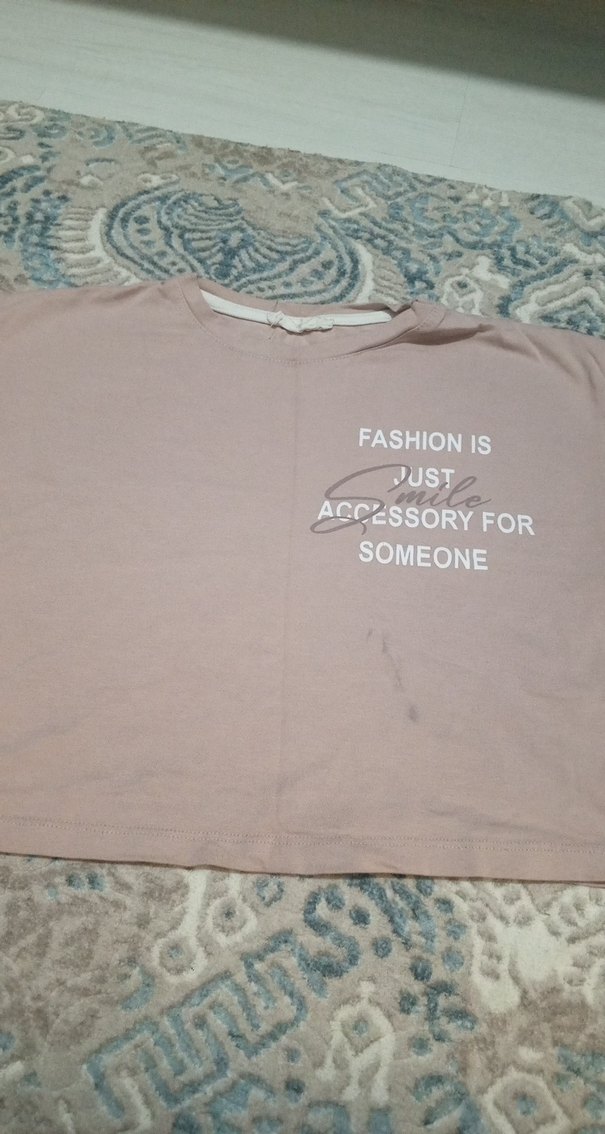 FASHION IS
JUST
Smile
ACCESSORY FOR
SOMEONE